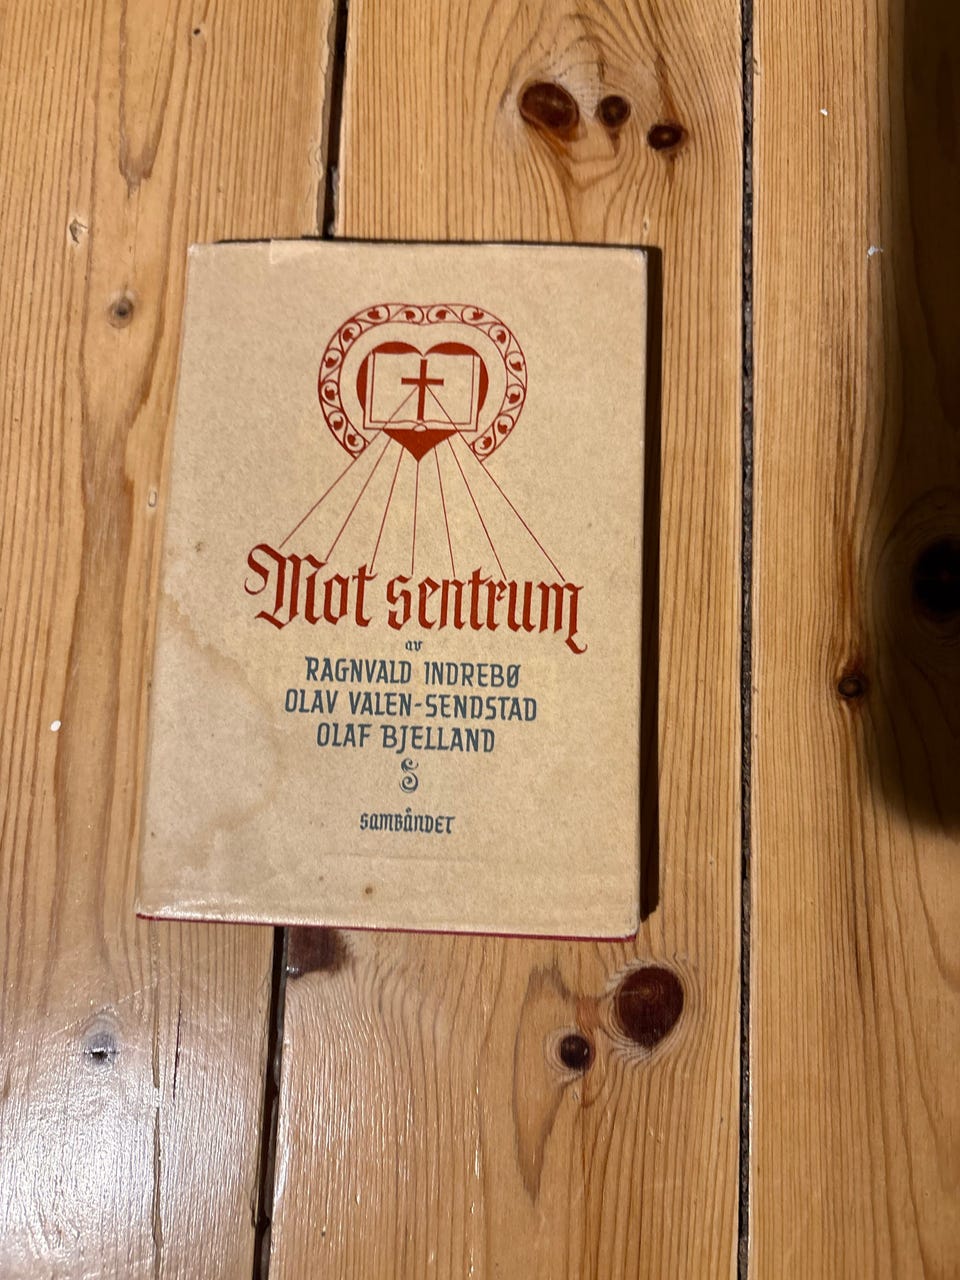 Mot sentrum
av
RAGNVALD INDREBØ
OLAV VALEN-SENDSTAD
OLAF BJELLAND
S
SAMBÅNDET